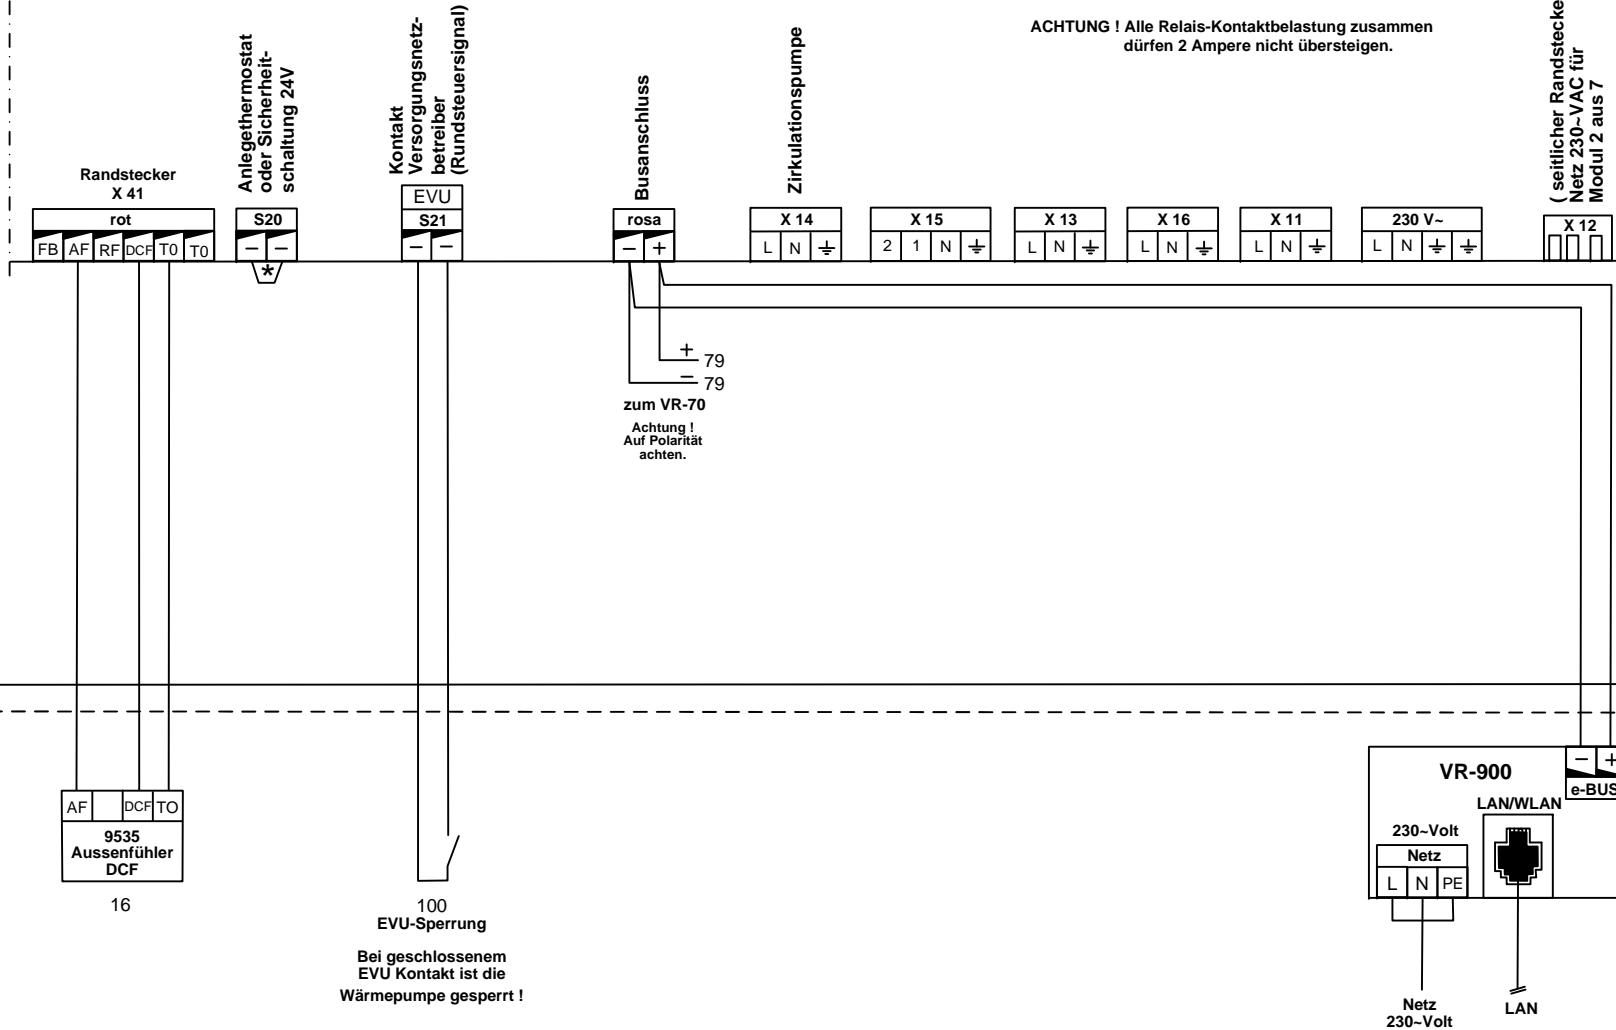 ACHTUNG ! Alle Relais-Kontaktbelastung zusammen
dürfen 2 Ampere nicht übersteigen.
Randstecker
X 41
rot
FB AF RF DCF T0 T0
Anlegethermostat
oder Sicherheit-
schaltung 24V
S20
– –
*
Kontakt
Versorgungsnetz-
betreiber
(Rundsteuersignal)
EVU
S21
– –
Busanschluss
rosa
– +
Zirkulationspumpe
X 14
L N
X 15
2 1 N
X 13
L N
X 16
L N
X 11
L N
230 V~
L N
( seitlicher Randstecke
Netz 230~VAC für
Modul 2 aus 7
X 12
+ 79
– 79
zum VR-70
Achtung !
Auf Polarität
achten.
AF DCF TO
9535
Aussenfühler
DCF
16
100
EVU-Sperrung
Bei geschlossenem
EVU Kontakt ist die
Wärmepumpe gesperrt !
VR-900
– +
e-BUS
LAN/WLAN
230~Volt
Netz
L N PE
Netz
230~Volt
LAN